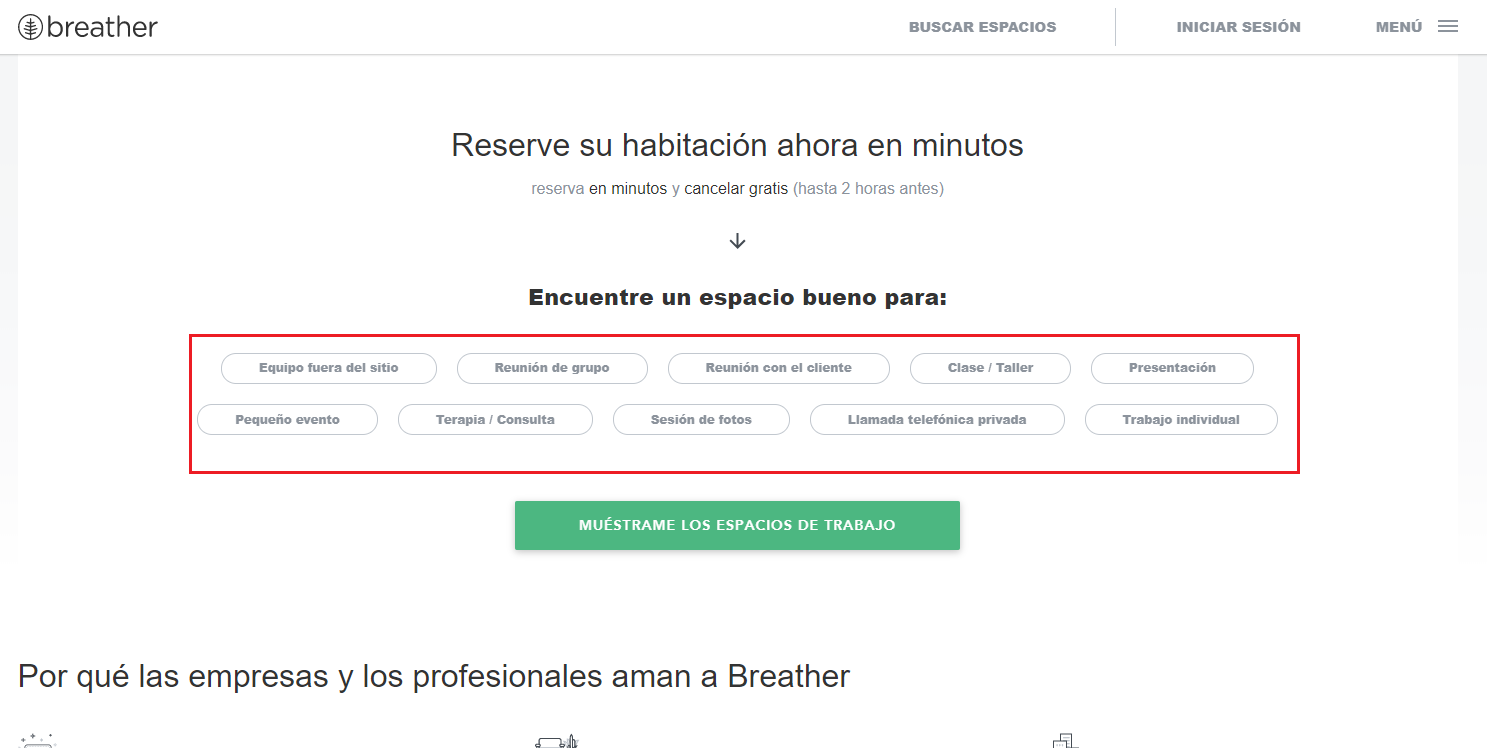 breather
BUSCAR ESPACIOS
INICIAR SESIÓN
MENÚ
Reserve su habitación ahora en minutos
reserva en minutos y cancelar gratis (hasta 2 horas antes)
Encuentre un espacio bueno para:
Equipo fuera del sitio
Reunión de grupo
Reunión con el cliente
Clase / Taller
Presentación
Pequeño evento
Terapia / Consulta
Sesión de fotos
Llamada telefónica privada
Trabajo individual
MUÉSTRAME LOS ESPACIOS DE TRABAJO
Por qué las empresas y los profesionales aman a Breather